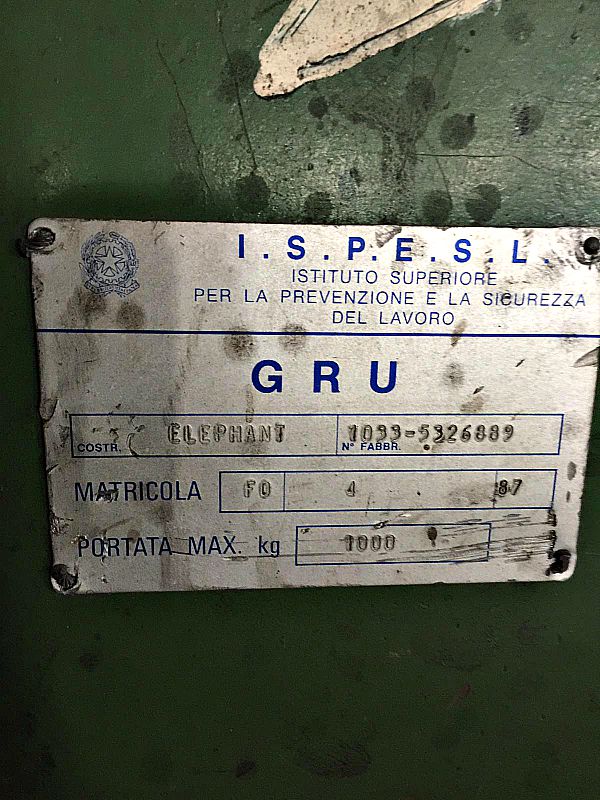 I.S.P.E.S.L.
ISTITUTO SUPERIORE
PER LA PREVENZIONE E LA SICUREZZA
DEL LAVORO
GRU
COSTR. ELEPHANT N° FABBR. 1033-5326889
MATRICOLA FO 4 87
PORTATA MAX. kg 1000